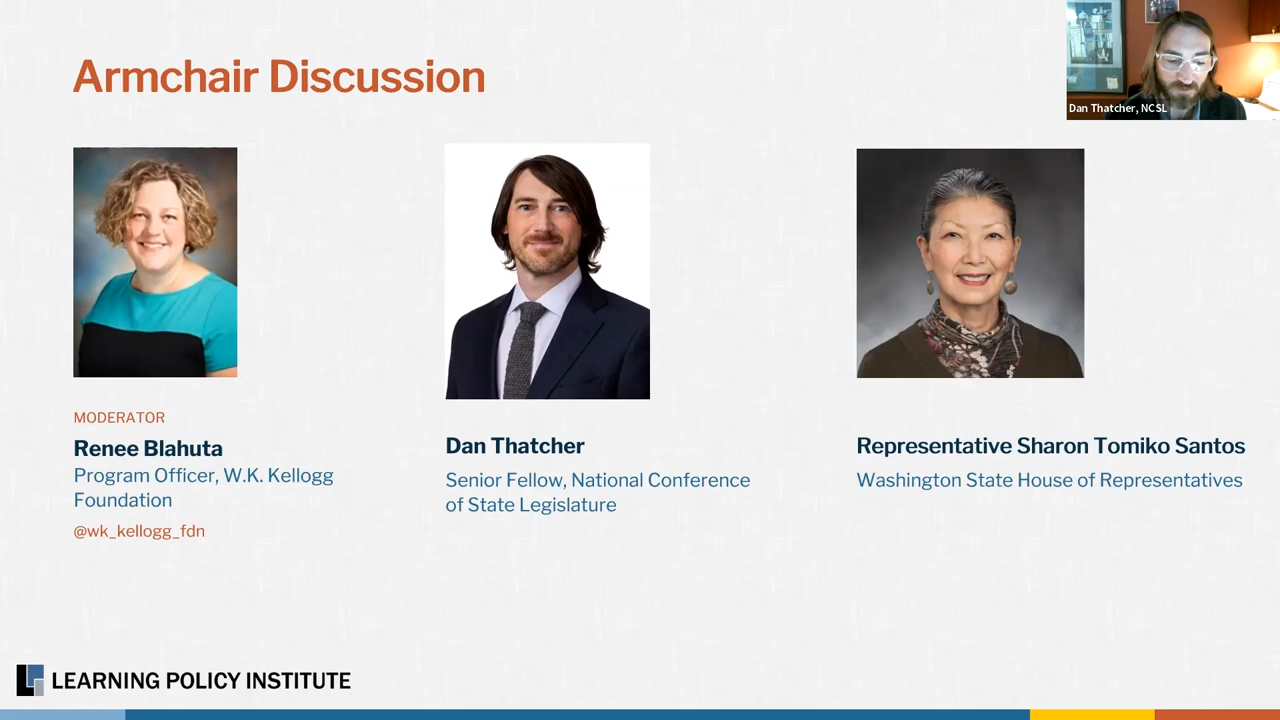 Armchair Discussion
Dan Thatcher, NCSL
MODERATOR
Renee Blahuta
Program Officer, W.K. Kellogg
Foundation
@wk_kellogg_fdn
Dan Thatcher
Senior Fellow, National Conference
of State Legislature
Representative Sharon Tomiko Santos
Washington State House of Representatives
LEARNING POLICY INSTITUTE